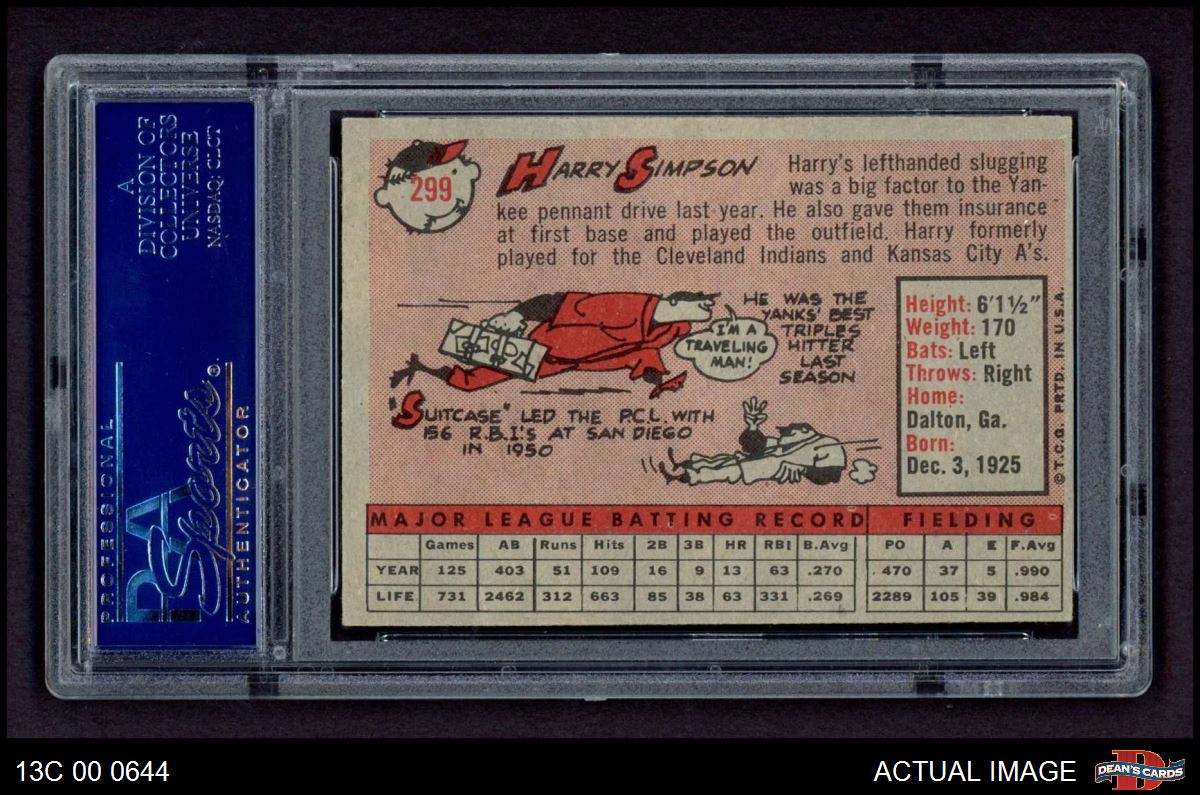 A
DIVISION OF
COLLECTORS
UNIVERSE
NASDAQ: CLCT
PROFESSIONAL
PSA
Sports®
AUTHENTICATOR
299
HARRY SIMPSON
Harry's lefthanded slugging
was a big factor to the Yan-
kee pennant drive last year. He also gave them insurance
at first base and played the outfield. Harry formerly
played for the Cleveland Indians and Kansas City A's.
HE WAS THE
YANKS' BEST
TRIPLES
HITTER
LAST
SEASON
I'M A
TRAVELING
MAN!
"SUITCASE" LED THE P.C.L. WITH
156 R.B.I.'S AT SAN DIEGO
IN 1950
Height: 6'1½"
Weight: 170
Bats: Left
Throws: Right
Home:
Dalton, Ga.
Born:
Dec. 3, 1925
©T.C.G. PRTD. IN U.S.A.
MAJOR LEAGUE BATTING RECORD FIELDING
Games AB Runs Hits 2B 3B HR RBI B.Avg PO A E F.Avg
YEAR 125 403 51 109 16 9 13 63 .270 470 37 5 .990
LIFE 731 2462 312 663 85 38 63 331 .269 2289 105 39 .984
13C 00 0644
ACTUAL IMAGE
D
DEAN'S CARDS